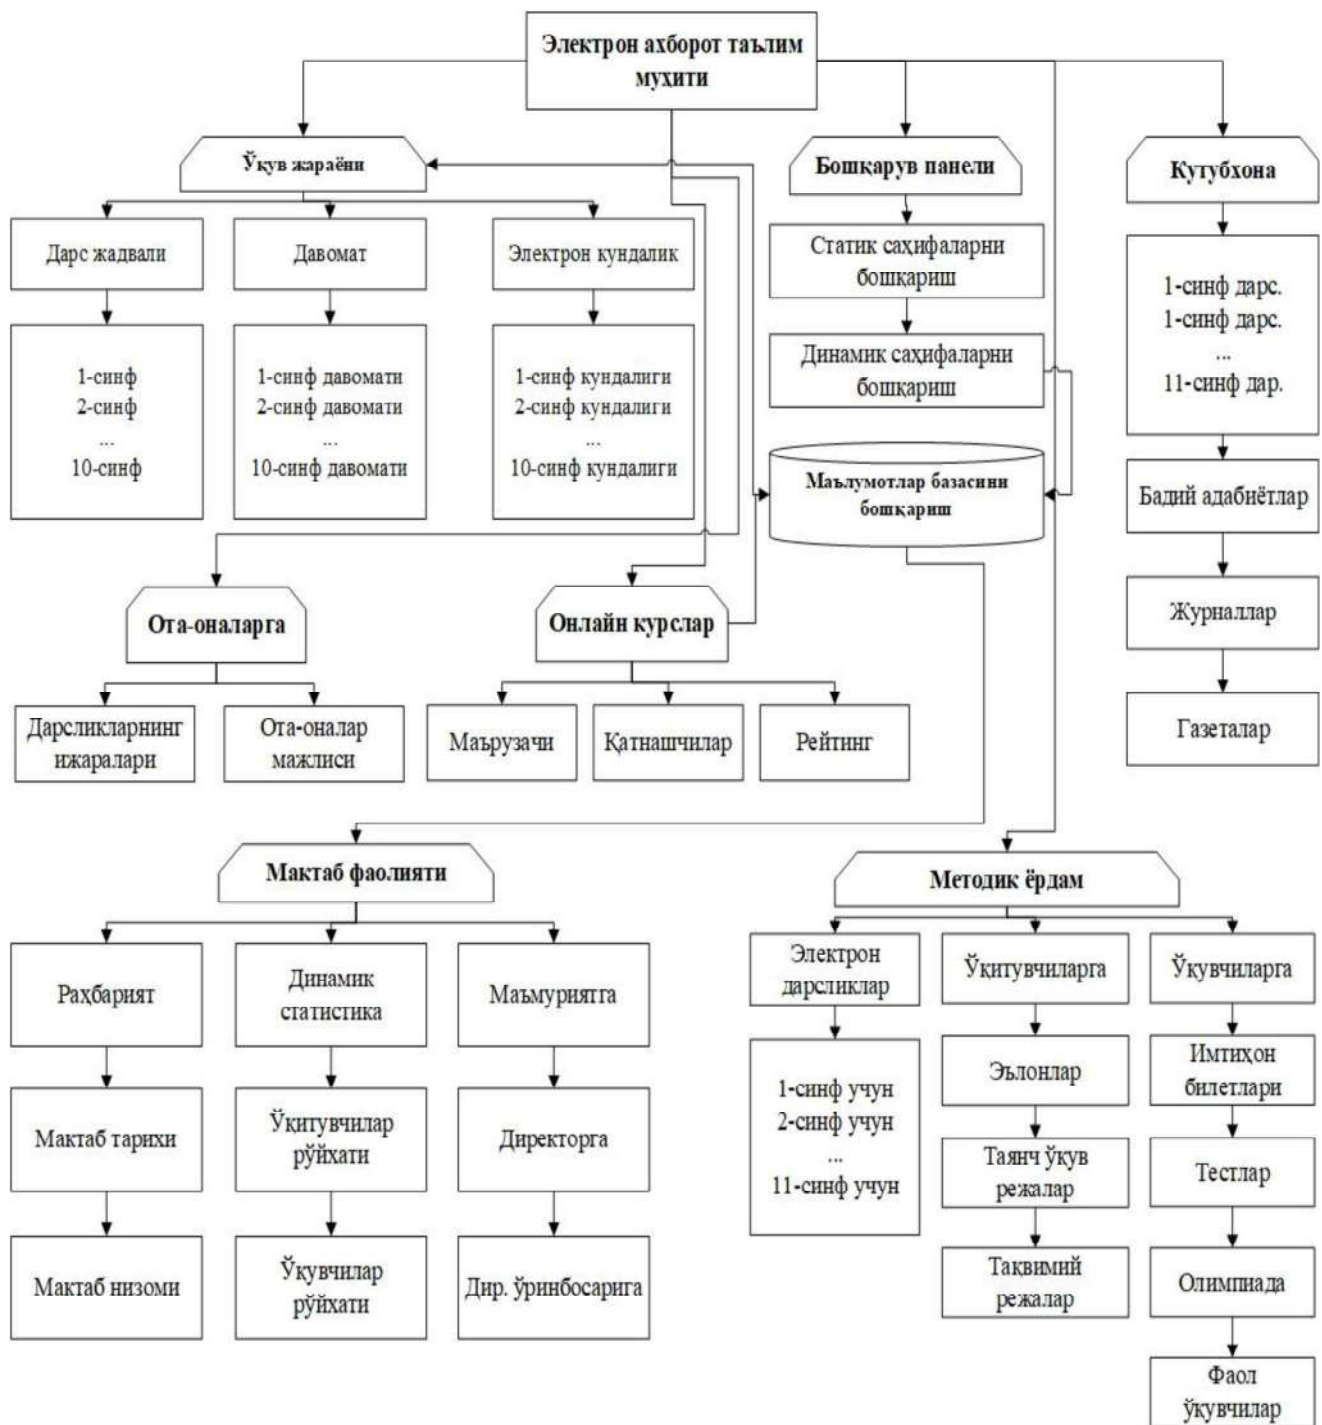 Электрон ахборот таълим
муҳити
Ўқув жараёни
Бошқарув панели
Кутубхона
Дарс жадвали
Давомат
Электрон кундалик
Статик саҳифаларни
бошқариш
1-синф дарс.
1-синф дарс.
...
11-синф дар.
Динамик саҳифаларни
бошқариш
1-синф
2-синф
...
10-синф
1-синф давомати
2-синф давомати
...
10-синф давомати
1-синф кундалиги
2-синф кундалиги
...
10-синф кундалиги
Маълумотлар базасини
бошқариш
Бадий адабиётлар
Журналлар
Газеталар
Ота-оналарга
Онлайн курслар
Дарсликларнинг
ижаралари
Ота-оналар
мажлиси
Маърузачи
Қатнашчилар
Рейтинг
Мактаб фаолияти
Методик ёрдам
Раҳбарият
Динамик
статистика
Маъмуриятга
Мактаб тарихи
Ўқитувчилар
рўйхати
Директорга
Мактаб низоми
Ўқувчилар
рўйхати
Дир. ўринбосарига
Электрон
дарсликлар
Ўқитувчиларга
Ўқувчиларга
1-синф учун
2-синф учун
...
11-синф учун
Эълонлар
Имтиҳон
билетлари
Таянч ўқув
режалар
Тестлар
Тақвимий
режалар
Олимпиада
Фаол
ўқувчилар